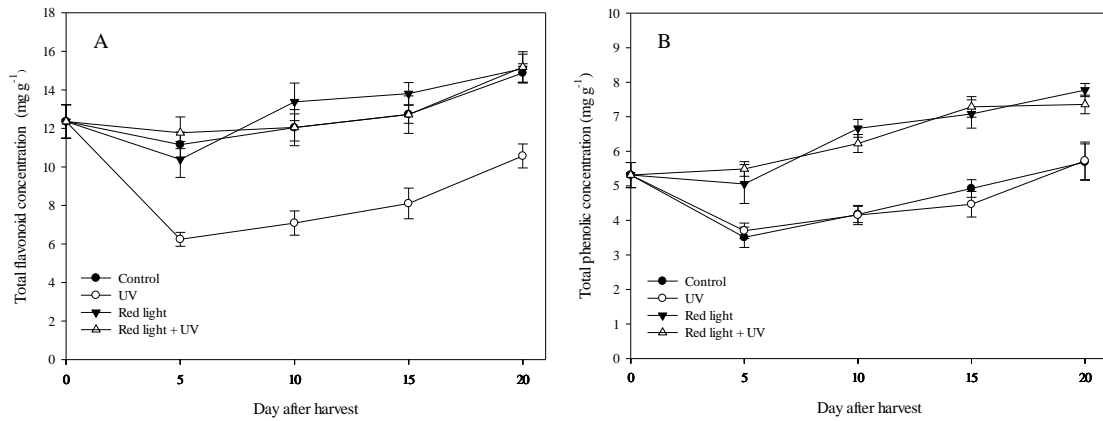 A
Total flavonoid concentration (mg g-1)
18
16
14
12
10
8
6
4
2
0
Control
UV
Red light
Red light + UV
0 5 10 15 20
Day after harvest
B
Total phenolic concentration (mg g-1)
10
9
8
7
6
5
4
3
2
1
0
Control
UV
Red light
Red light + UV
0 5 10 15 20
Day after harvest